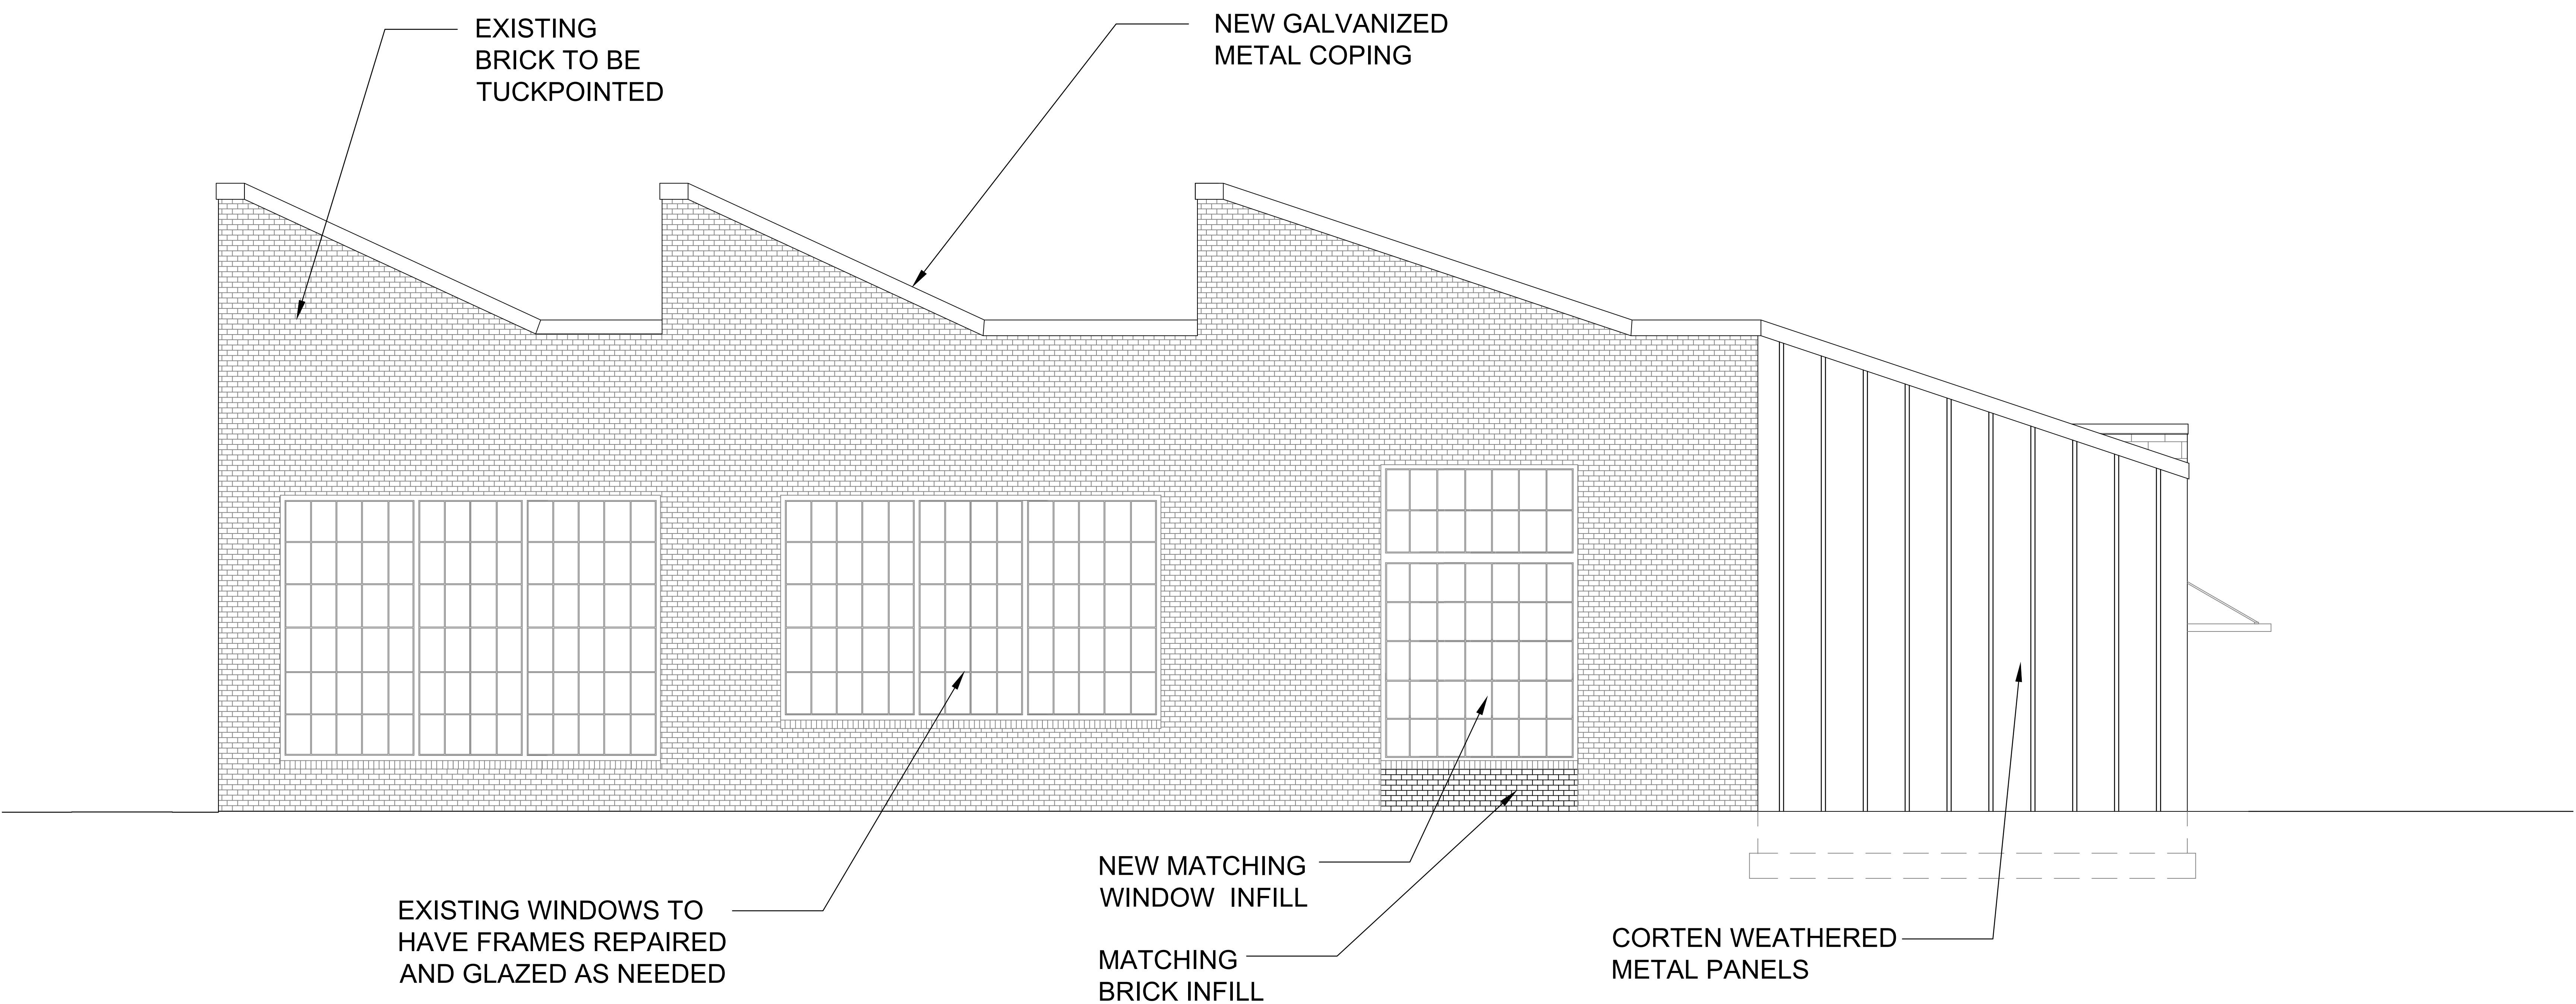 EXISTING
BRICK TO BE
TUCKPOINTED
NEW GALVANIZED
METAL COPING
EXISTING WINDOWS TO
HAVE FRAMES REPAIRED
AND GLAZED AS NEEDED
NEW MATCHING
WINDOW INFILL
MATCHING
BRICK INFILL
CORTEN WEATHERED
METAL PANELS